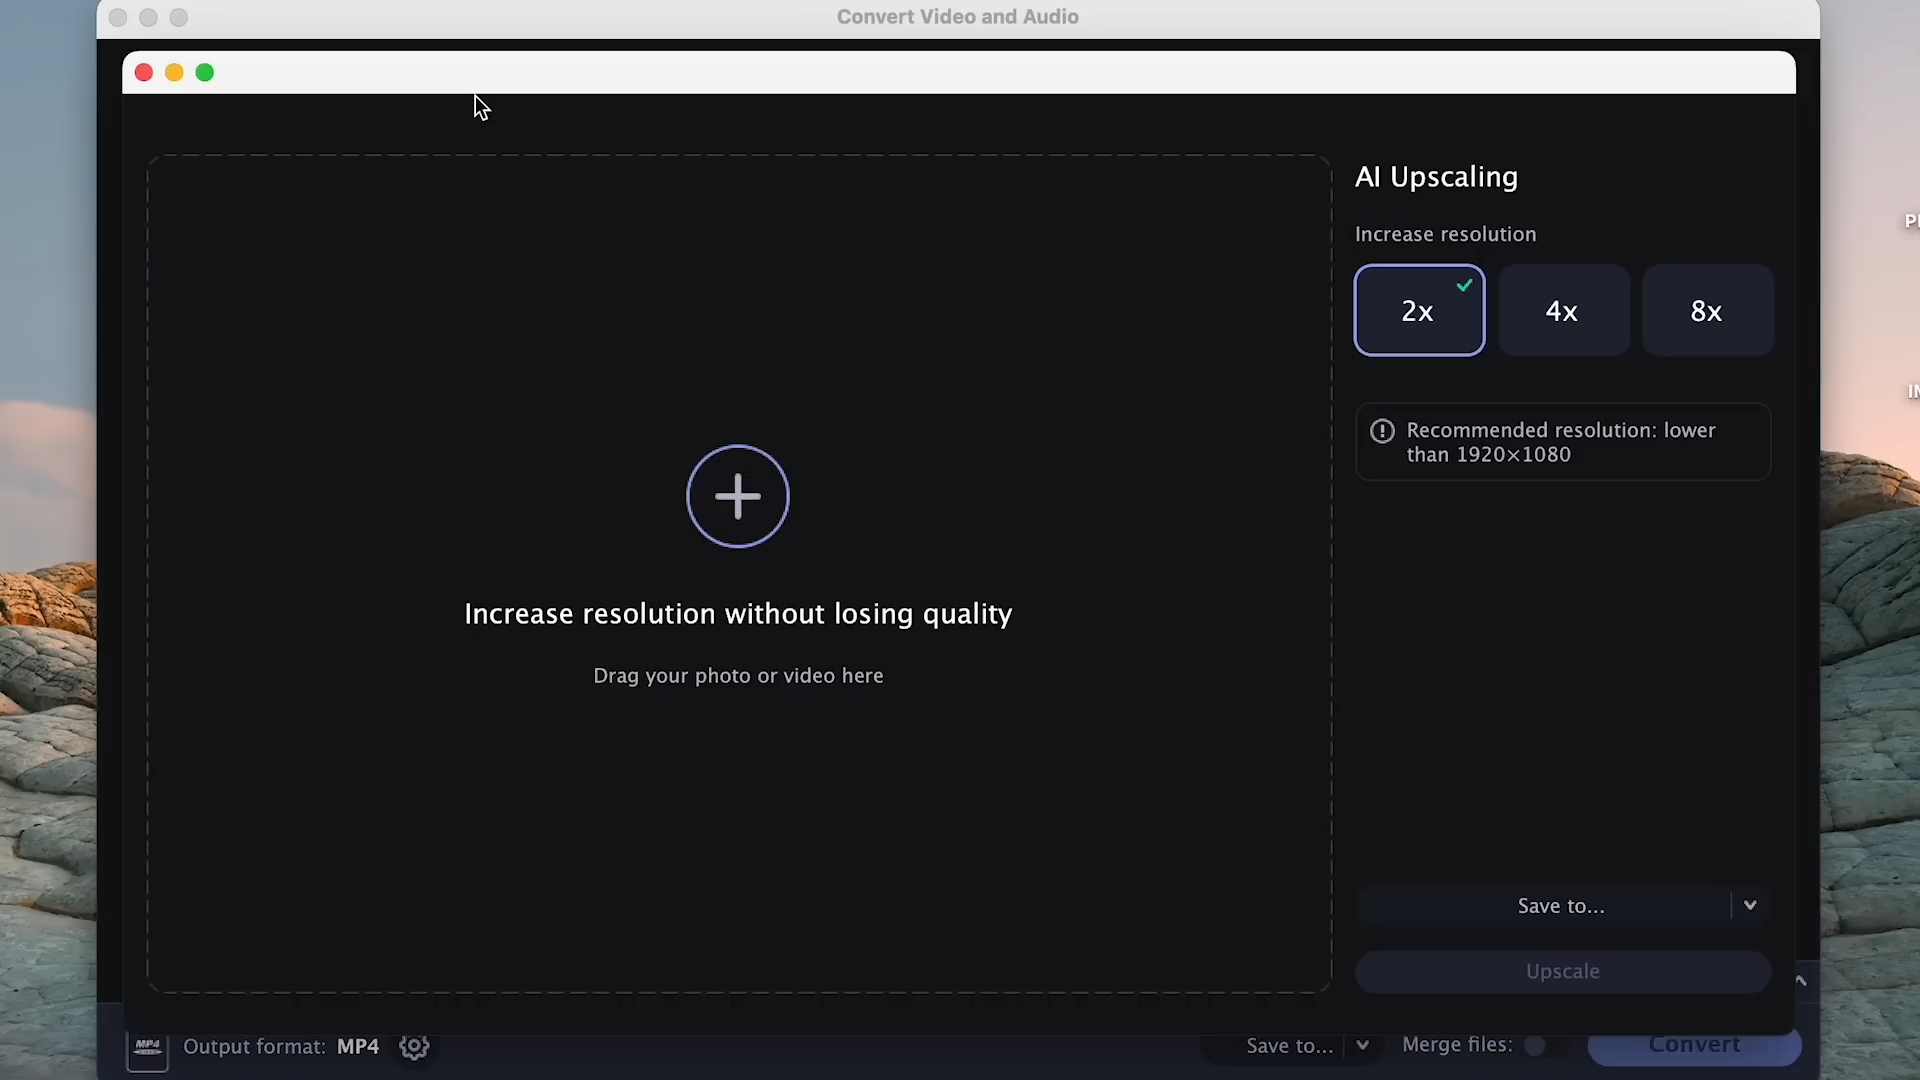 Convert Video and Audio
AI Upscaling
Increase resolution
2x
4x
8x
Recommended resolution: lower
than 1920×1080
Increase resolution without losing quality
Drag your photo or video here
Save to...
Upscale
MP4
Output format: MP4
Save to...
Merge files:
Convert